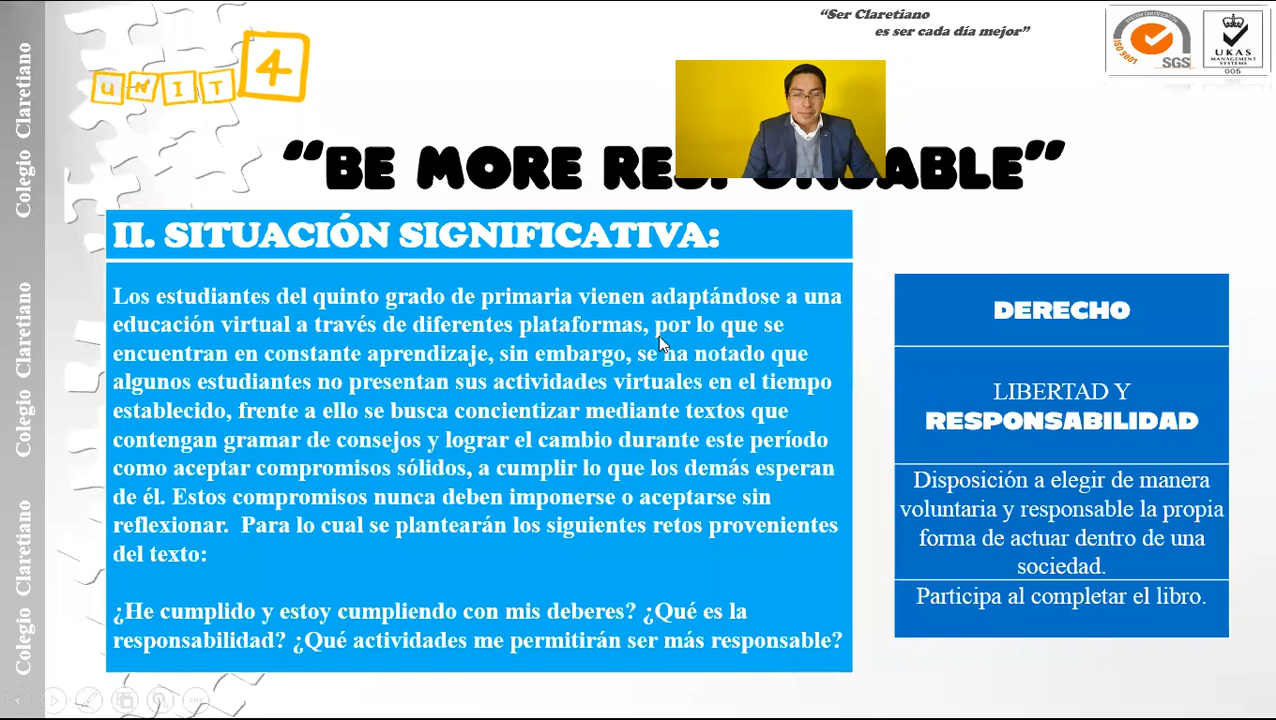 “Ser Claretiano
es ser cada día mejor”
SYSTEM CERTIFICATION
ISO 9001
SGS
UKAS
MANAGEMENT
SYSTEMS
005
UNIT 4
“BE MORE RESPONSABLE”
Colegio Claretiano
Colegio Claretiano
Colegio Claretiano
II. SITUACIÓN SIGNIFICATIVA:
Los estudiantes del quinto grado de primaria vienen adaptándose a una
educación virtual a través de diferentes plataformas, por lo que se
encuentran en constante aprendizaje, sin embargo, se ha notado que
algunos estudiantes no presentan sus actividades virtuales en el tiempo
establecido, frente a ello se busca concientizar mediante textos que
contengan gramar de consejos y lograr el cambio durante este período
como aceptar compromisos sólidos, a cumplir lo que los demás esperan
de él. Estos compromisos nunca deben imponerse o aceptarse sin
reflexionar. Para lo cual se plantearán los siguientes retos provenientes
del texto:
¿He cumplido y estoy cumpliendo con mis deberes? ¿Qué es la
responsabilidad? ¿Qué actividades me permitirán ser más responsable?
DERECHO
LIBERTAD Y
RESPONSABILIDAD
Disposición a elegir de manera
voluntaria y responsable la propia
forma de actuar dentro de una
sociedad.
Participa al completar el libro.